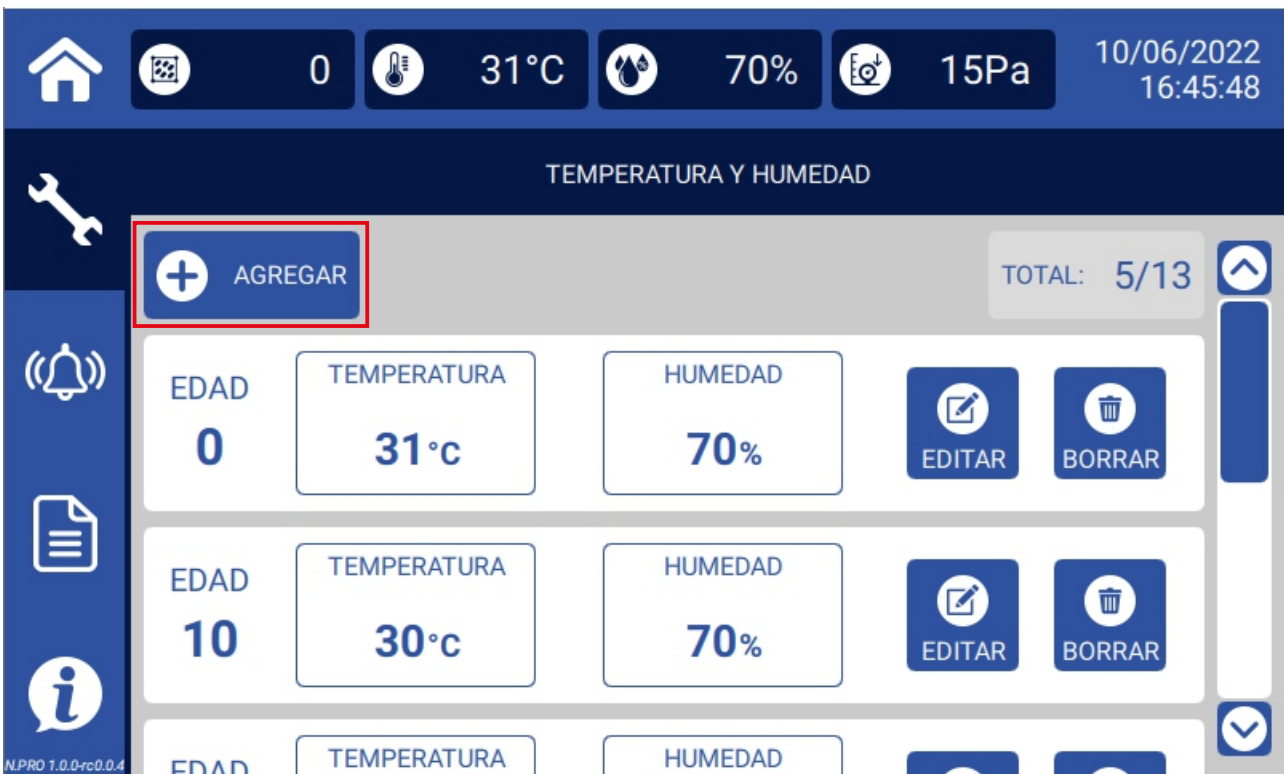 0
31°C
70%
15Pa
10/06/2022
16:45:48
TEMPERATURA Y HUMEDAD
AGREGAR
TOTAL: 5/13
EDAD
0
TEMPERATURA
31°C
HUMEDAD
70%
EDITAR
BORRAR
EDAD
10
TEMPERATURA
30°C
HUMEDAD
70%
EDITAR
BORRAR
EDAD
TEMPERATURA
HUMEDAD
N.PRO 1.0.0-rc0.0.4